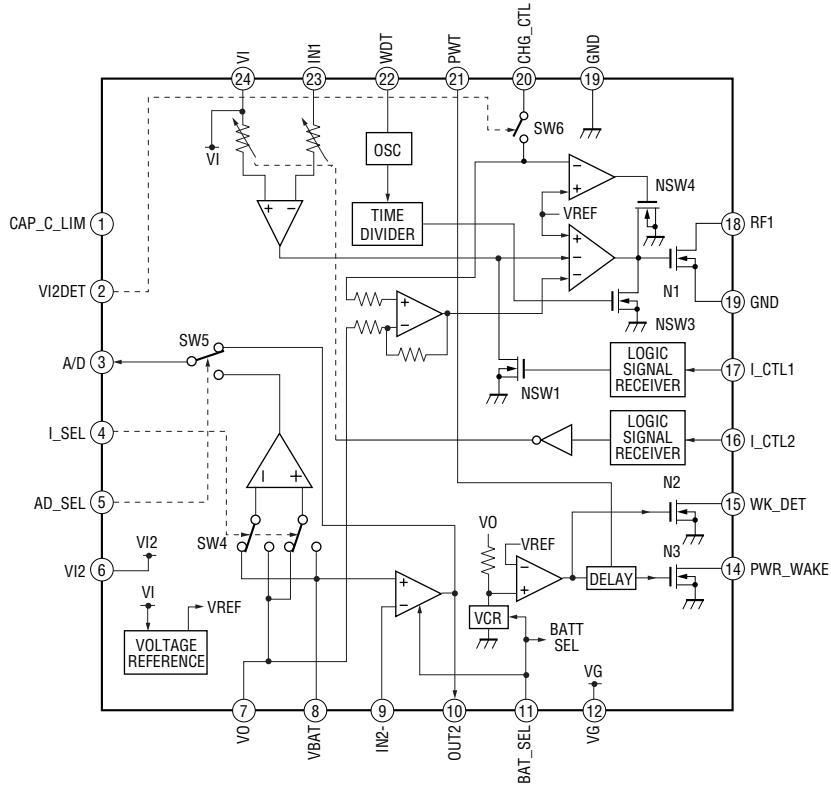 VI
IN1
WDT
PWT
CHG_CTL
GND
24
23
22
21
20
19
VI
SW6
OSC
TIME
DIVIDER
+ −
−
+
NSW4
VREF
+
−
−
CAP_C_LIM 1
VI2DET 2
A/D 3
I_SEL 4
AD_SEL 5
VI2 6
18 RF1
N1
19 GND
NSW3
+
−
SW5
NSW1
LOGIC
SIGNAL
RECEIVER
17 I_CTL1
LOGIC
SIGNAL
RECEIVER
16 I_CTL2
− +
SW4
N2
15 WK_DET
VO
VREF
−
+
DELAY
N3
14 PWR_WAKE
VI2
VI
VREF
VOLTAGE
REFERENCE
+
−
VCR
BATT
SEL
VG
7
8
9
10
11
12
VO
VBAT
IN2-
OUT2
BAT_SEL
VG